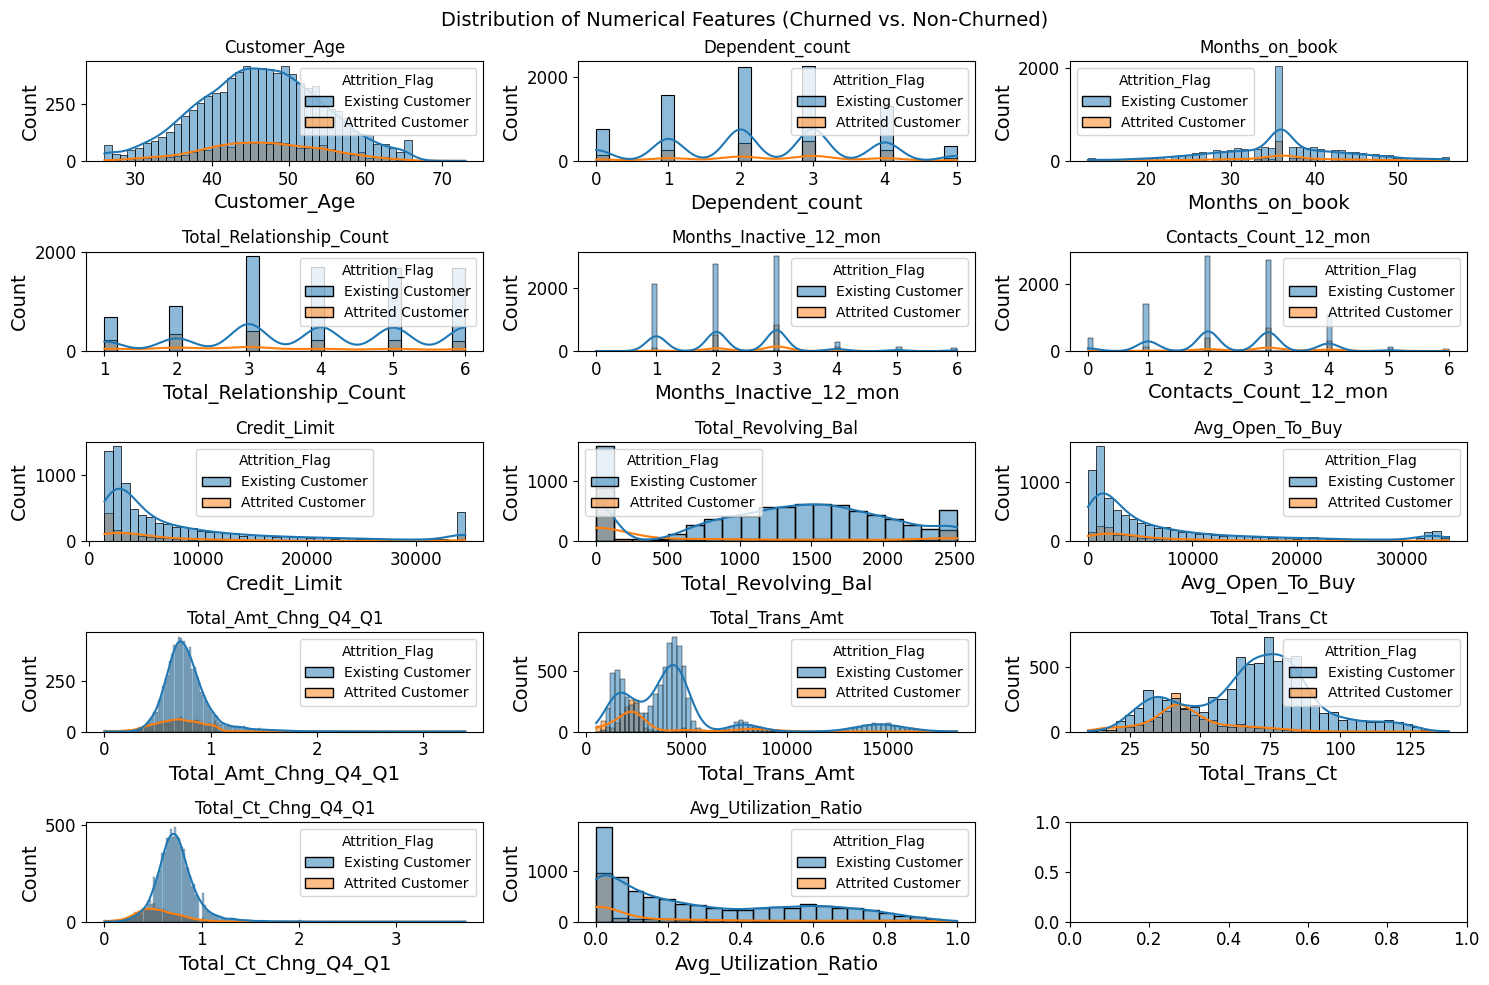 Distribution of Numerical Features (Churned vs. Non-Churned)
Customer_Age
Count
250
0
Attrition_Flag
Existing Customer
Attrited Customer
30 40 50 60 70
Customer_Age
Dependent_count
Count
2000
0
Attrition_Flag
Existing Customer
Attrited Customer
0 1 2 3 4 5
Dependent_count
Months_on_book
Count
2000
0
Attrition_Flag
Existing Customer
Attrited Customer
20 30 40 50
Months_on_book
Total_Relationship_Count
Count
2000
1000
0
Attrition_Flag
Existing Customer
Attrited Customer
1 2 3 4 5 6
Total_Relationship_Count
Months_Inactive_12_mon
Count
2000
0
Attrition_Flag
Existing Customer
Attrited Customer
0 1 2 3 4 5 6
Months_Inactive_12_mon
Contacts_Count_12_mon
Count
2000
0
Attrition_Flag
Existing Customer
Attrited Customer
0 1 2 3 4 5 6
Contacts_Count_12_mon
Credit_Limit
Count
1000
0
Attrition_Flag
Existing Customer
Attrited Customer
0 10000 20000 30000
Credit_Limit
Total_Revolving_Bal
Count
1000
0
Attrition_Flag
Existing Customer
Attrited Customer
0 500 1000 1500 2000 2500
Total_Revolving_Bal
Avg_Open_To_Buy
Count
1000
0
Attrition_Flag
Existing Customer
Attrited Customer
0 10000 20000 30000
Avg_Open_To_Buy
Total_Amt_Chng_Q4_Q1
Count
250
0
Attrition_Flag
Existing Customer
Attrited Customer
0 1 2 3
Total_Amt_Chng_Q4_Q1
Total_Trans_Amt
Count
500
0
Attrition_Flag
Existing Customer
Attrited Customer
5000 10000 15000
Total_Trans_Amt
Total_Trans_Ct
Count
500
0
Attrition_Flag
Existing Customer
Attrited Customer
25 50 75 100 125
Total_Trans_Ct
Total_Ct_Chng_Q4_Q1
Count
500
0
Attrition_Flag
Existing Customer
Attrited Customer
0 1 2 3
Total_Ct_Chng_Q4_Q1
Avg_Utilization_Ratio
Count
1000
0
Attrition_Flag
Existing Customer
Attrited Customer
0.0 0.2 0.4 0.6 0.8 1.0
Avg_Utilization_Ratio
1.0
0.5
0.0
0.0 0.2 0.4 0.6 0.8 1.0